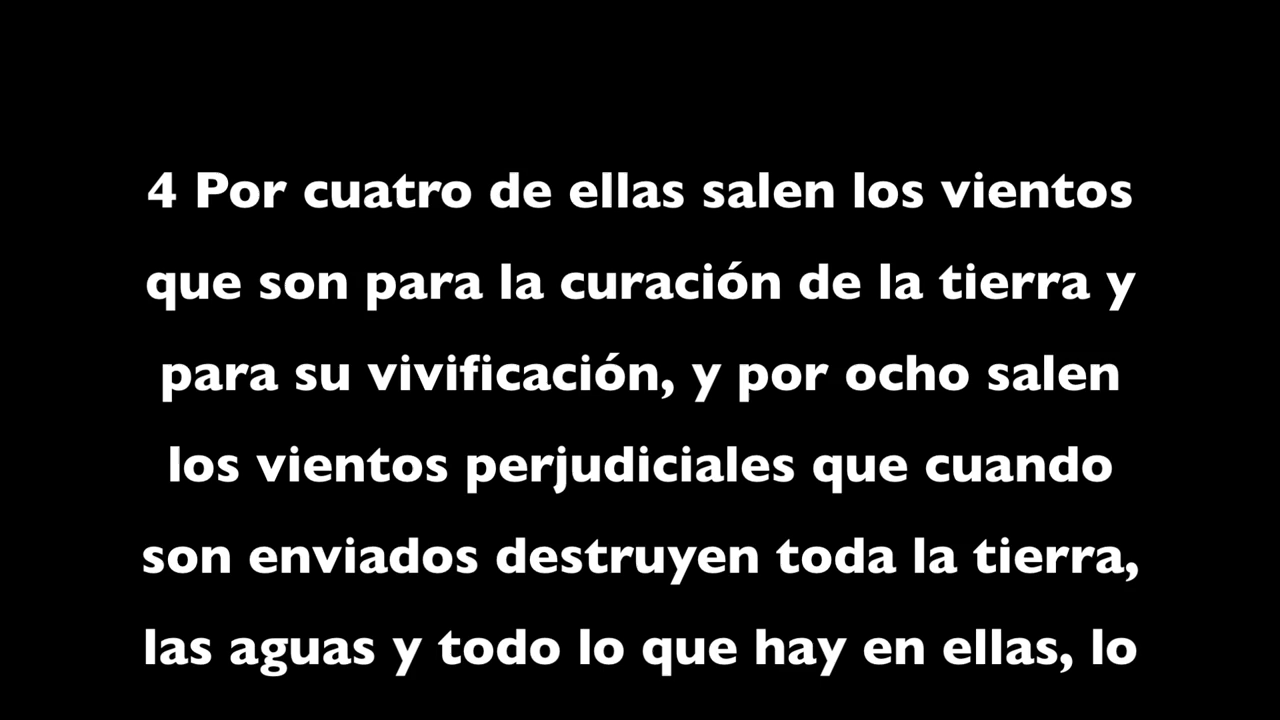 4 Por cuatro de ellas salen los vientos
que son para la curación de la tierra y
para su vivificación, y por ocho salen
los vientos perjudiciales que cuando
son enviados destruyen toda la tierra,
las aguas y todo lo que hay en ellas, lo